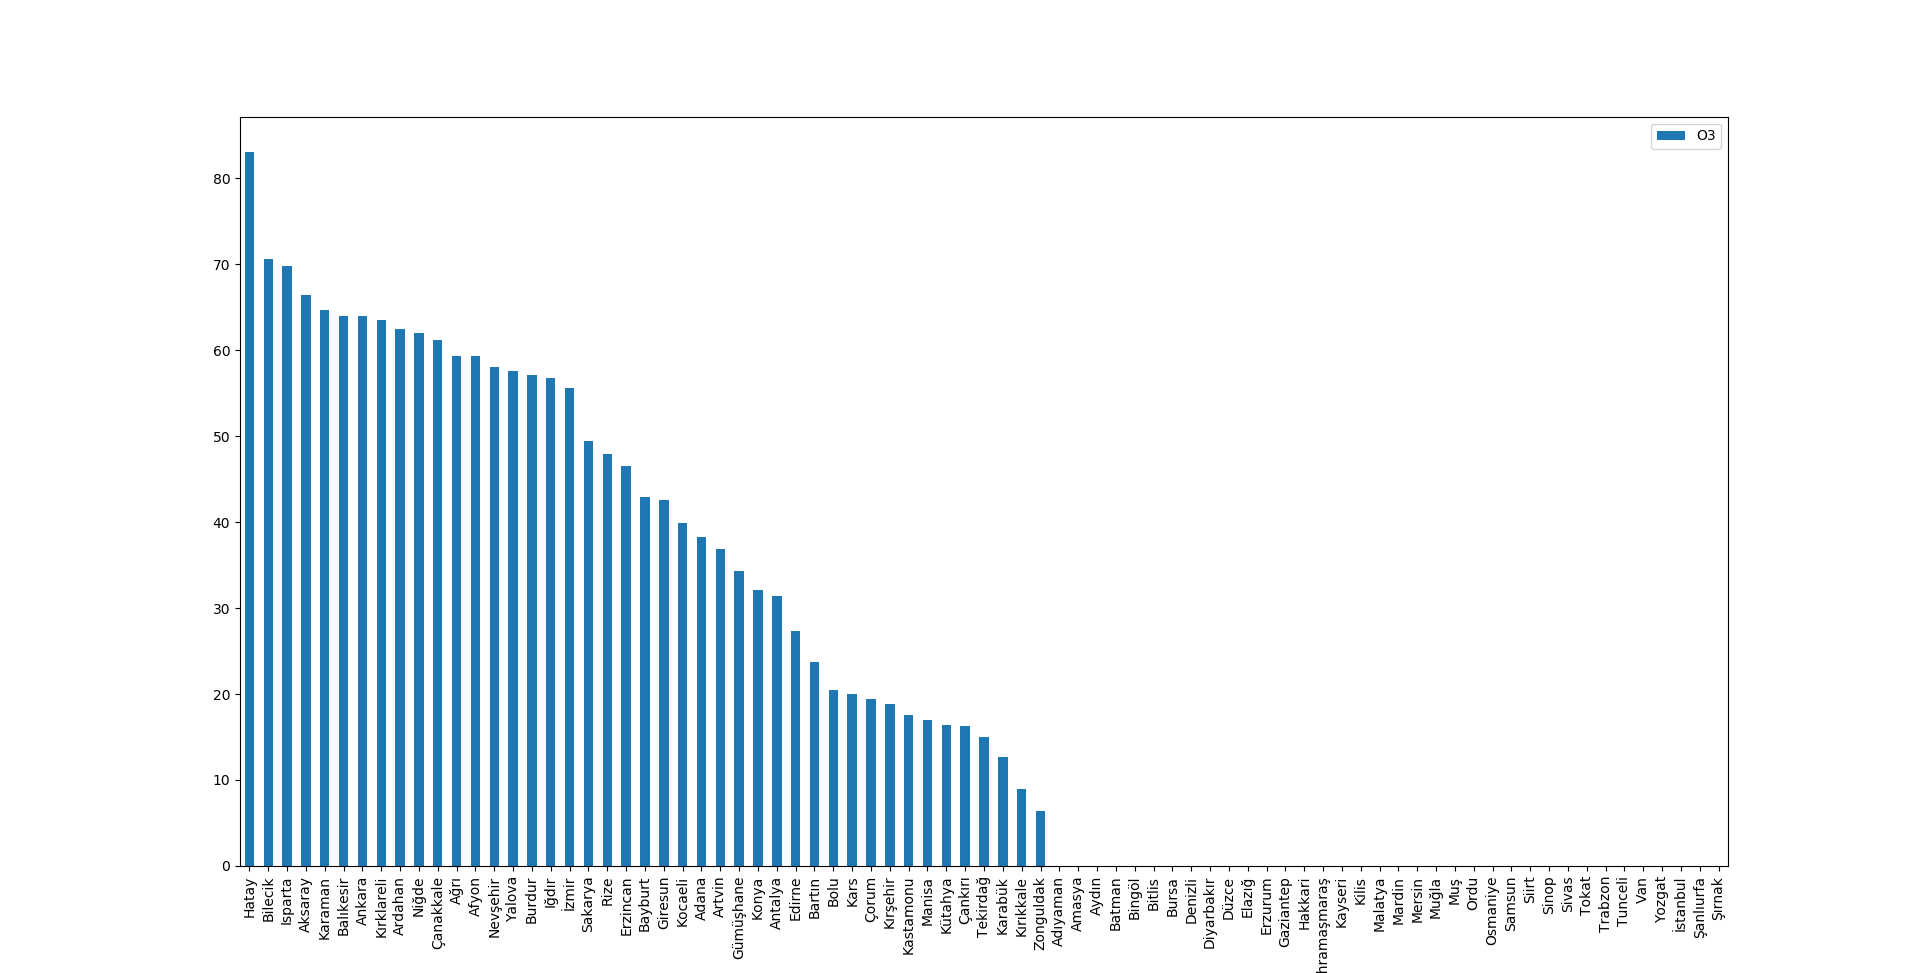 O3
80
70
60
50
40
30
20
10
0
Hatay
Bilecik
Isparta
Aksaray
Karaman
Balıkesir
Ankara
Kırklareli
Ardahan
Niğde
Çanakkale
Ağrı
Afyon
Nevşehir
Yalova
Burdur
Iğdır
İzmir
Sakarya
Rize
Erzincan
Bayburt
Giresun
Kocaeli
Adana
Artvin
Gümüşhane
Konya
Antalya
Edirne
Bartın
Bolu
Kars
Çorum
Kırşehir
Kastamonu
Manisa
Kütahya
Çankırı
Tekirdağ
Karabük
Kırıkkale
Zonguldak
Adıyaman
Amasya
Aydın
Batman
Bingöl
Bitlis
Bursa
Denizli
Diyarbakır
Düzce
Elazığ
Erzurum
Gaziantep
Hakkari
hramaşmaraş
Kayseri
Kilis
Malatya
Mardin
Mersin
Muğla
Muş
Ordu
Osmaniye
Samsun
Siirt
Sinop
Sivas
Tokat
Trabzon
Tunceli
Van
Yozgat
İstanbul
Şanlıurfa
Şırnak